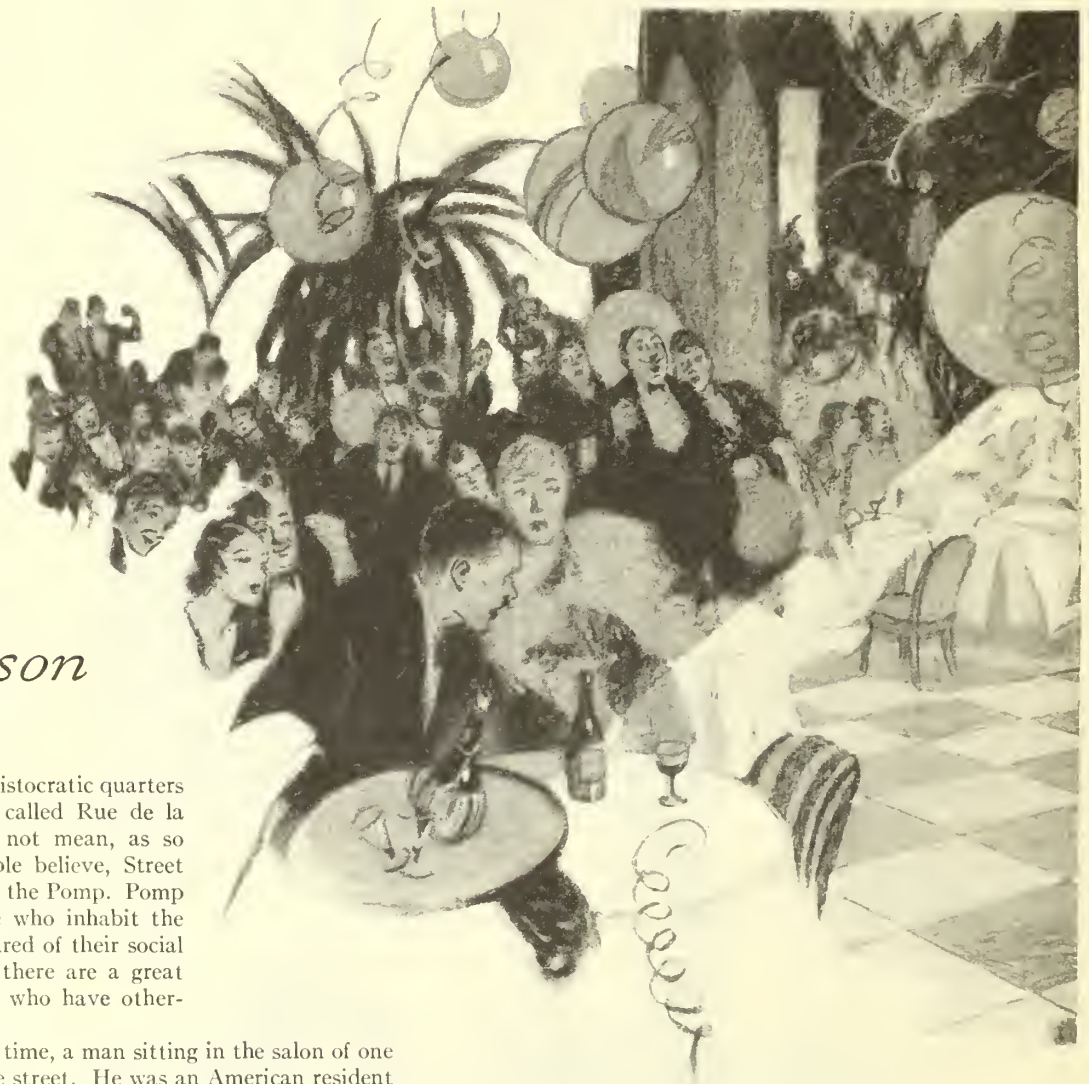 son
istocratic quarters
called Rue de la
not mean, as so
ple believe, Street
the Pomp. Pomp
who inhabit the
red of their social
there are a great
who have other-
time, a man sitting in the salon of one
e street. He was an American resident